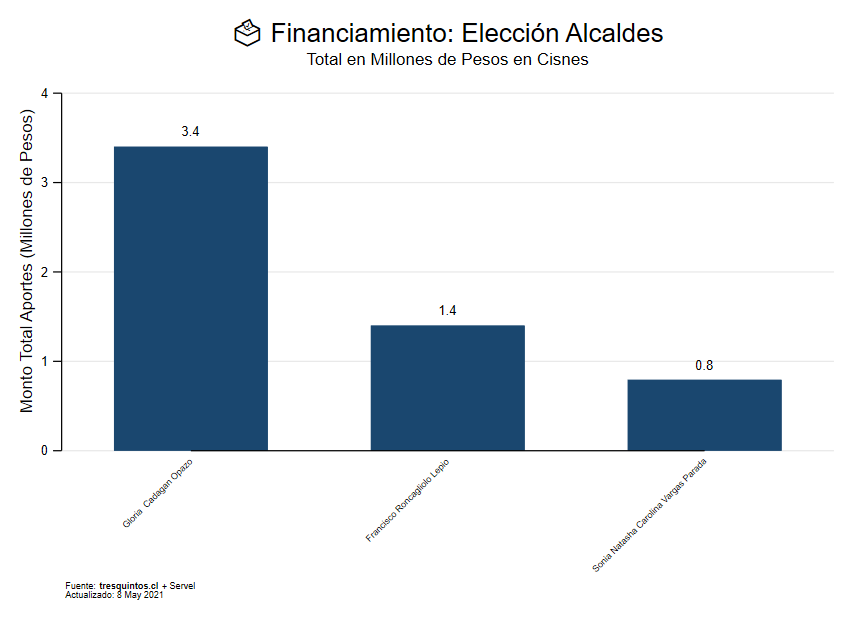 Financiamiento: Elección Alcaldes
Total en Millones de Pesos en Cisnes
Monto Total Aportes (Millones de Pesos)
4
3
2
1
0
3.4
1.4
0.8
Gloria Cadagan Opazo
Francisco Roncagliolo Lepio
Sonia Natasha Carolina Vargas Parada
Fuente: tresquintos.cl + Servel
Actualizado: 8 May 2021